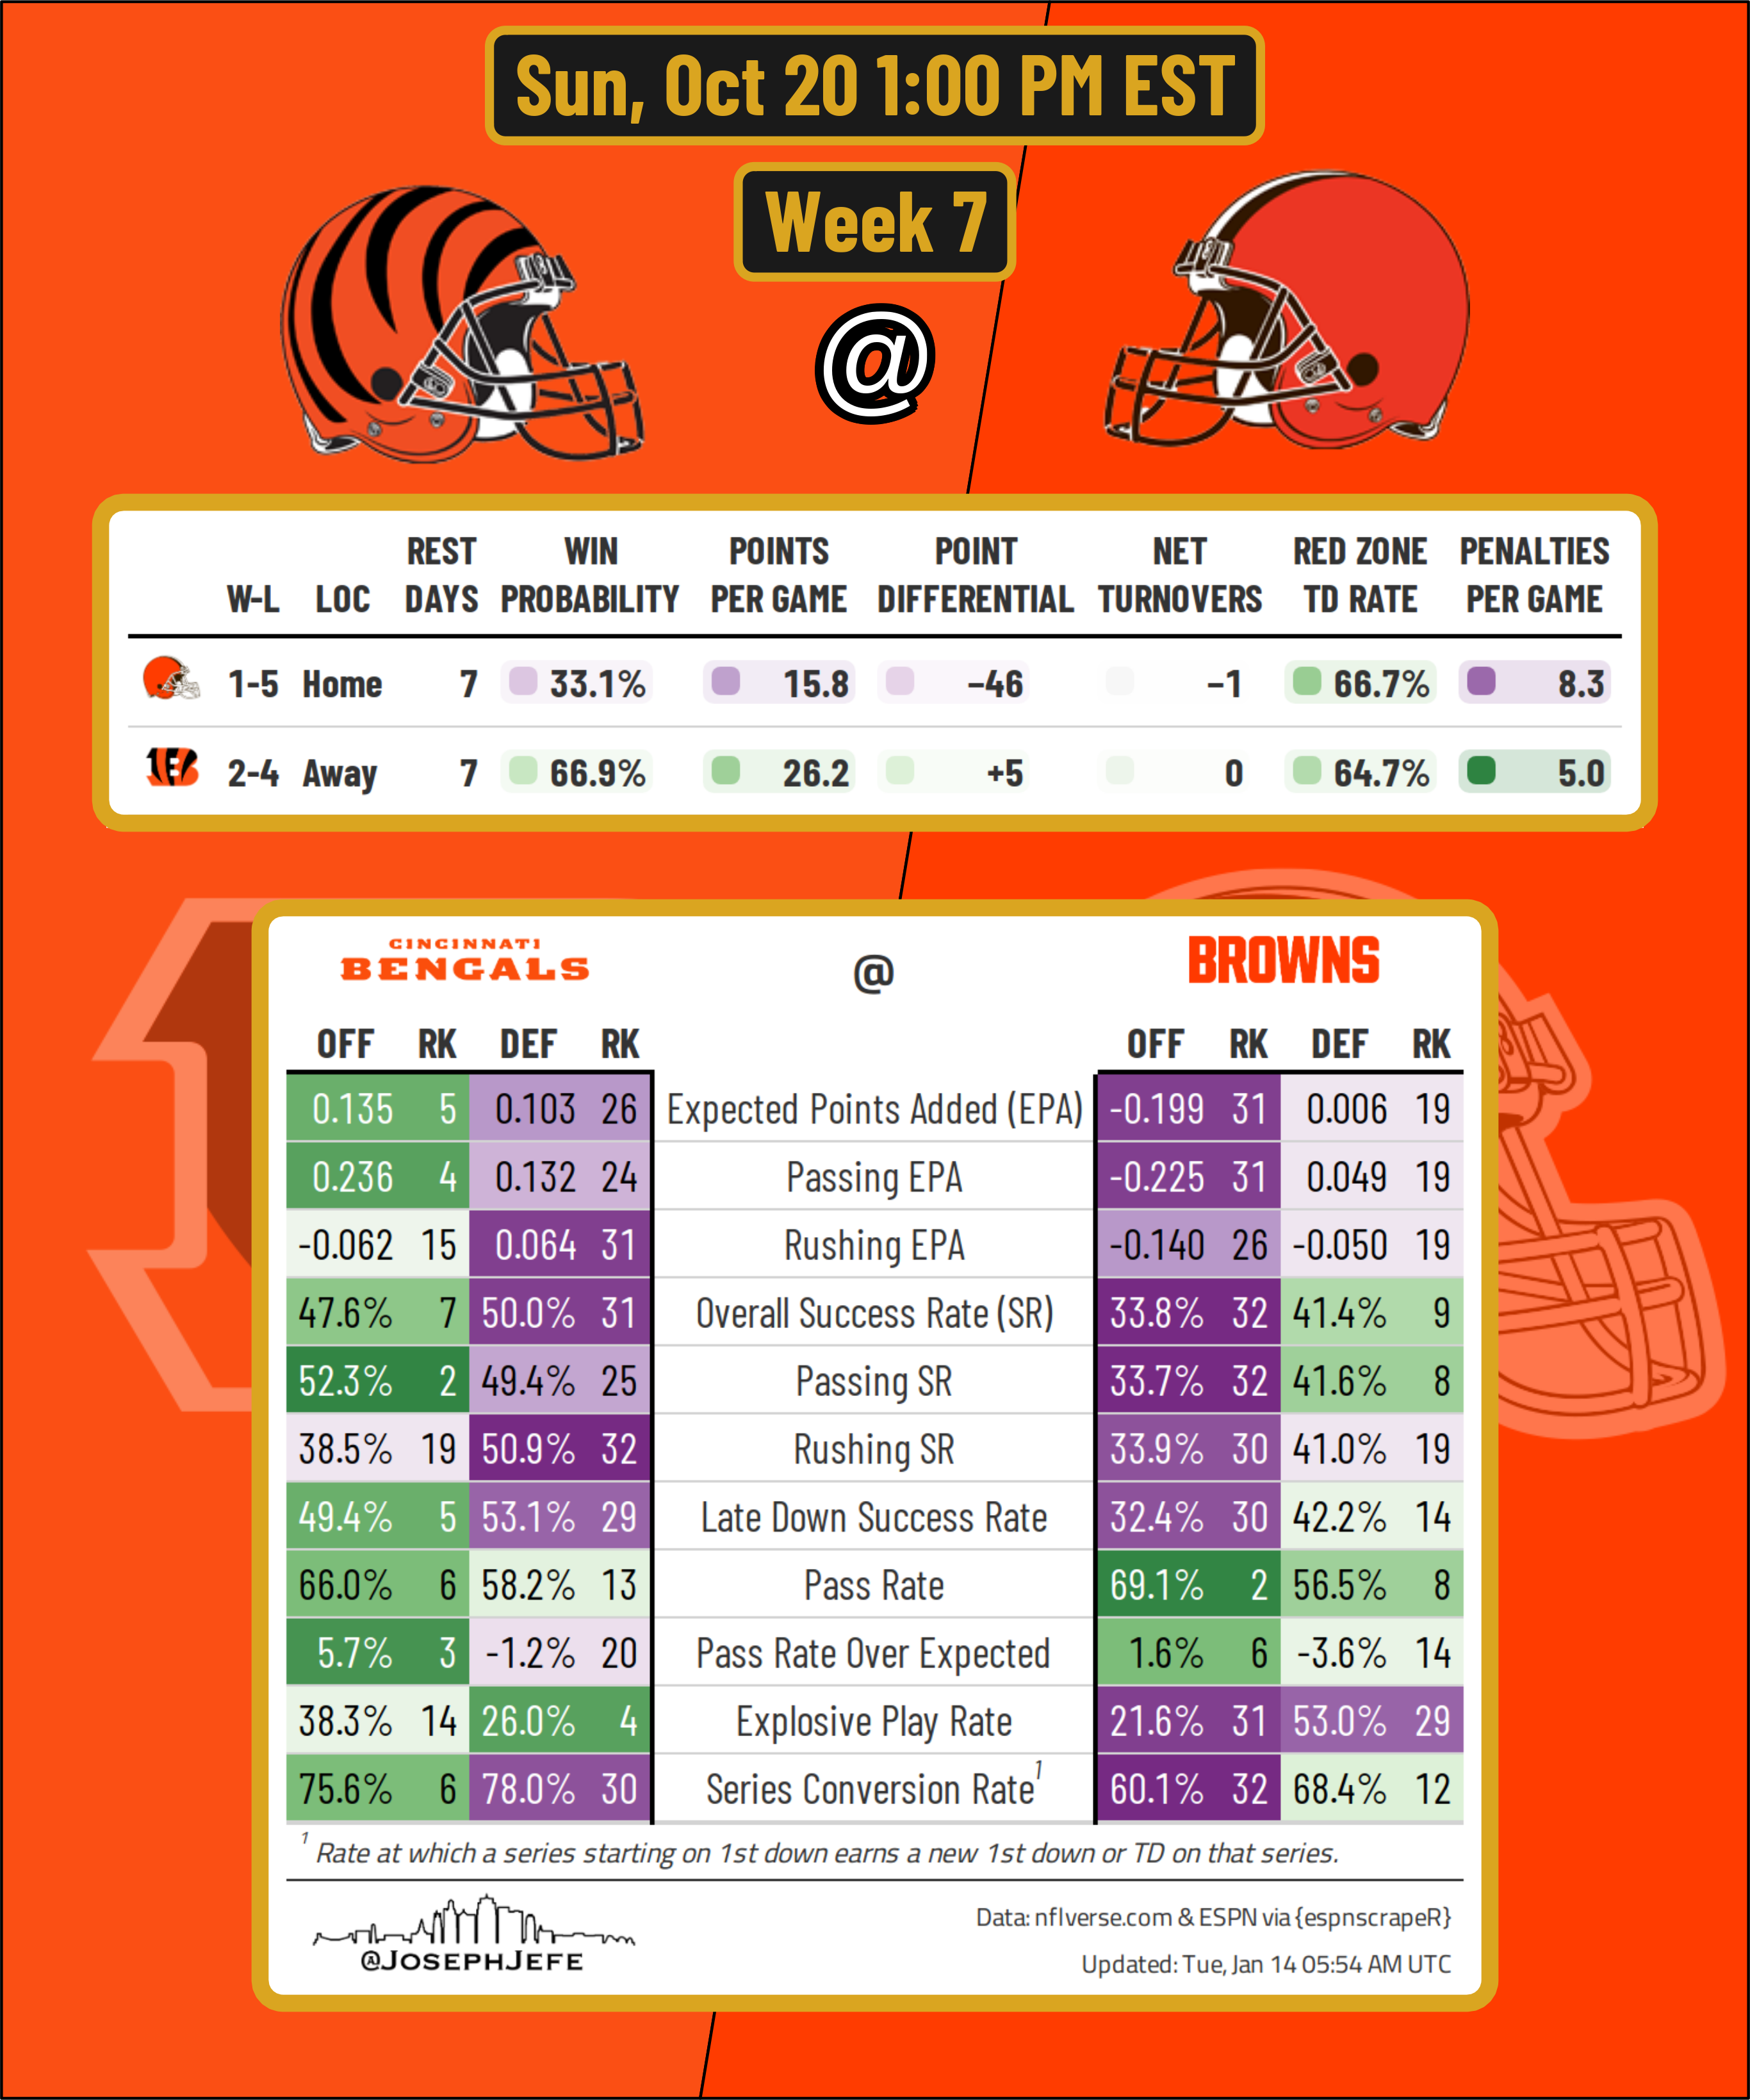 Sun, Oct 20 1:00 PM EST
Week 7
@
W-L LOC REST DAYS WIN PROBABILITY POINTS PER GAME POINT DIFFERENTIAL NET TURNOVERS RED ZONE TD RATE PENALTIES PER GAME
1-5 Home 7 33.1% 15.8 −46 −1 66.7% 8.3
2-4 Away 7 66.9% 26.2 +5 0 64.7% 5.0
CINCINNATI BENGALS @ BROWNS
OFF RK DEF RK OFF RK DEF RK
0.135 5 0.103 26 Expected Points Added (EPA) -0.199 31 0.006 19
0.236 4 0.132 24 Passing EPA -0.225 31 0.049 19
-0.062 15 0.064 31 Rushing EPA -0.140 26 -0.050 19
47.6% 7 50.0% 31 Overall Success Rate (SR) 33.8% 32 41.4% 9
52.3% 2 49.4% 25 Passing SR 33.7% 32 41.6% 8
38.5% 19 50.9% 32 Rushing SR 33.9% 30 41.0% 19
49.4% 5 53.1% 29 Late Down Success Rate 32.4% 30 42.2% 14
66.0% 6 58.2% 13 Pass Rate 69.1% 2 56.5% 8
5.7% 3 -1.2% 20 Pass Rate Over Expected 1.6% 6 -3.6% 14
38.3% 14 26.0% 4 Explosive Play Rate 21.6% 31 53.0% 29
75.6% 6 78.0% 30 Series Conversion Rate¹ 60.1% 32 68.4% 12
¹ Rate at which a series starting on 1st down earns a new 1st down or TD on that series.
@JOSEPHJEFE
Data: nflverse.com & ESPN via {espnscrapeR}
Updated: Tue, Jan 14 05:54 AM UTC